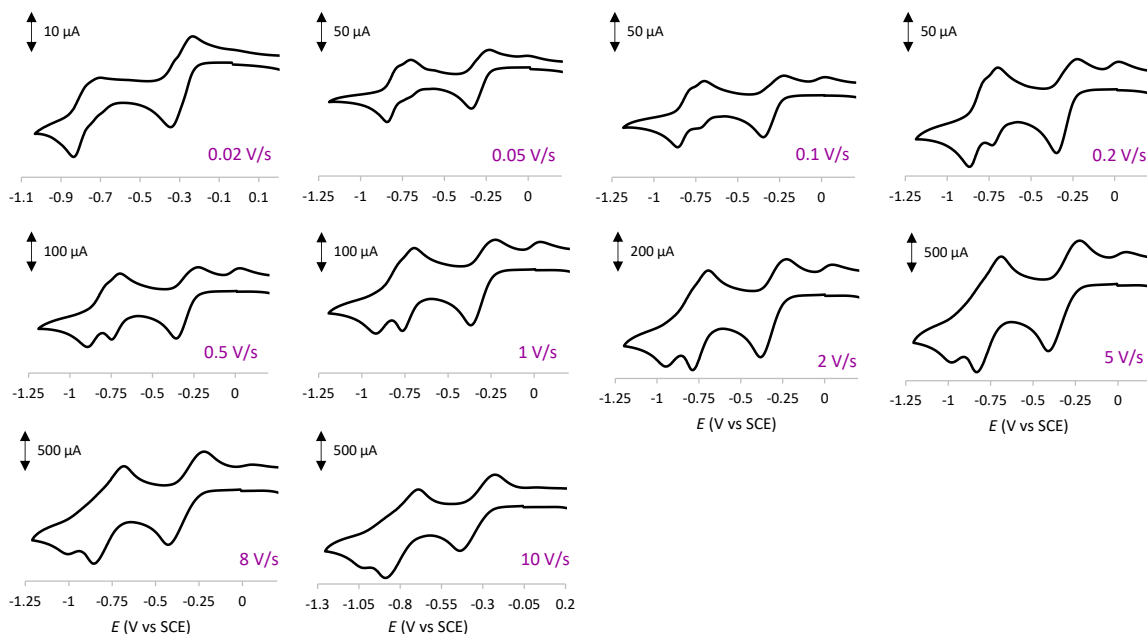 10 µA
50 µA
50 µA
50 µA
0.02 V/s
0.05 V/s
0.1 V/s
0.2 V/s
-1.1 -0.9 -0.7 -0.5 -0.3 -0.1 0.1
-1.25 -1 -0.75 -0.5 -0.25 0
-1.25 -1 -0.75 -0.5 -0.25 0
-1.25 -1 -0.75 -0.5 -0.25 0
100 µA
100 µA
200 µA
500 µA
0.5 V/s
1 V/s
2 V/s
5 V/s
-1.25 -1 -0.75 -0.5 -0.25 0
-1.25 -1 -0.75 -0.5 -0.25 0
-1.25 -1 -0.75 -0.5 -0.25 0
-1.25 -1 -0.75 -0.5 -0.25 0
E (V vs SCE)
E (V vs SCE)
500 µA
500 µA
8 V/s
10 V/s
-1.25 -1 -0.75 -0.5 -0.25 0
-1.3 -1.05 -0.8 -0.55 -0.3 -0.05 0.2
E (V vs SCE)
E (V vs SCE)